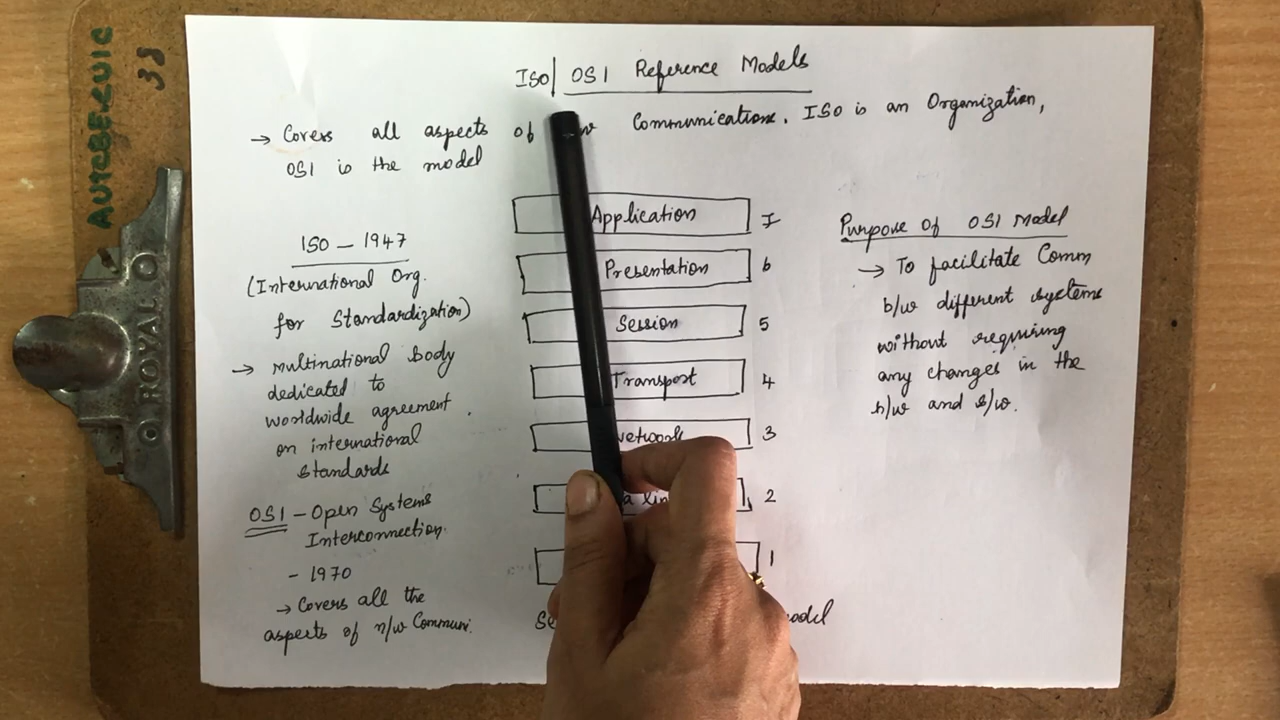 AUTOBERUIC
38
ROYAL
ISO| OSI Reference Models
→ Covers all aspects of Communications. ISO is an Organization,
OSI is the model
ISO – 1947
(International Org.
for Standardization)
→ multinational body
dedicated to
worldwide agreement
on international
standards
OSI – Open Systems
Interconnection.
- 1970
→ Covers all the
aspects of n/w Communi.
Application 7
Presentation 6
Session 5
Transport 4
3
2
1
Purpose of OSI Model
→ To facilitate Comm
b/w different systems
without requiring
any changes in the
h/w and s/w.